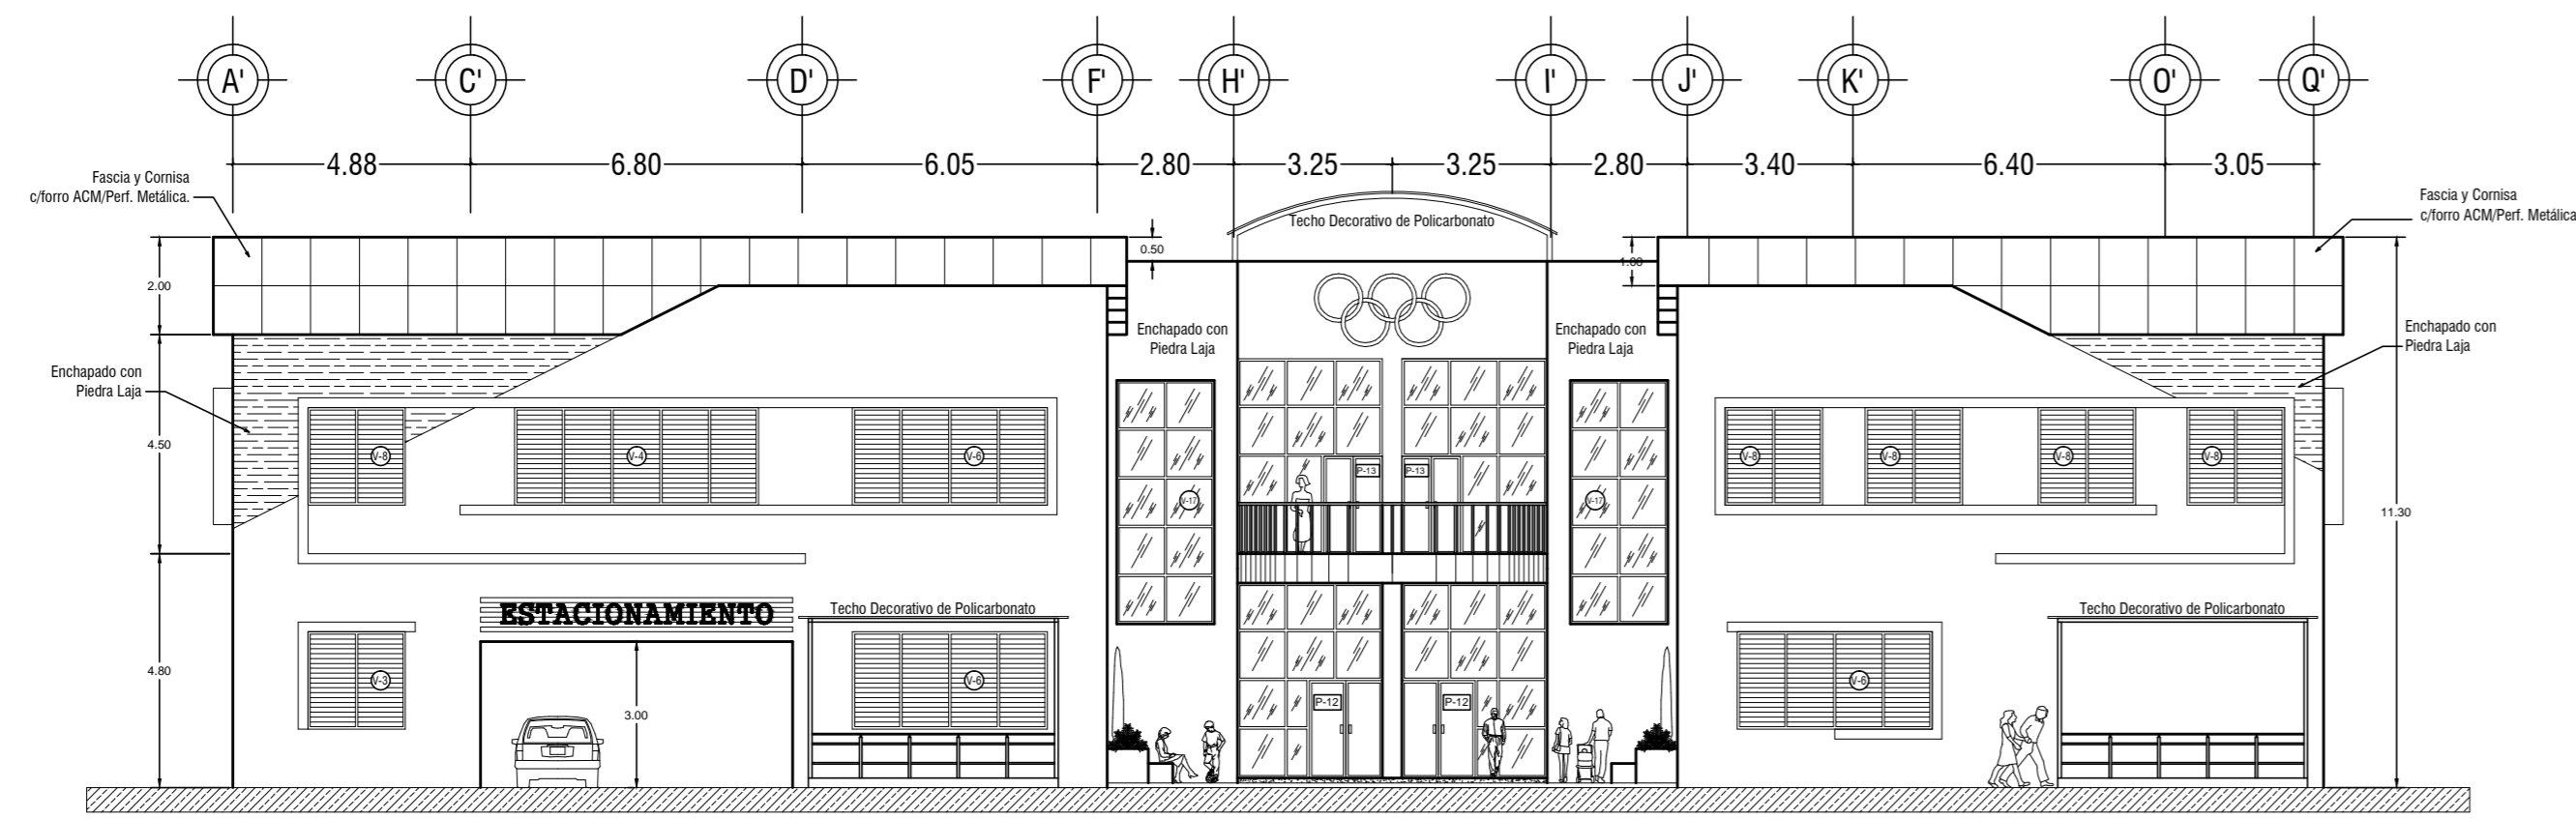 A' C' D' F' H' I' J' K' O' Q'
4.88 6.80 6.05 2.80 3.25 3.25 2.80 3.40 6.40 3.05
Fascia y Cornisa
c/forro ACM/Perf. Metálica.
Fascia y Cornisa
c/forro ACM/Perf. Metálica
Techo Decorativo de Policarbonato
0.50
1.00
2.00
Enchapado con
Piedra Laja
Enchapado con
Piedra Laja
Enchapado con
Piedra Laja
Enchapado con
Piedra Laja
4.50
V-8 V-4 V-6
P-13 P-13
V-8 V-8 V-8 V-8
V-17 V-17
11.30
ESTACIONAMIENTO
Techo Decorativo de Policarbonato
Techo Decorativo de Policarbonato
4.80
V-3 V-6 V-6
P-12 P-12
3.00